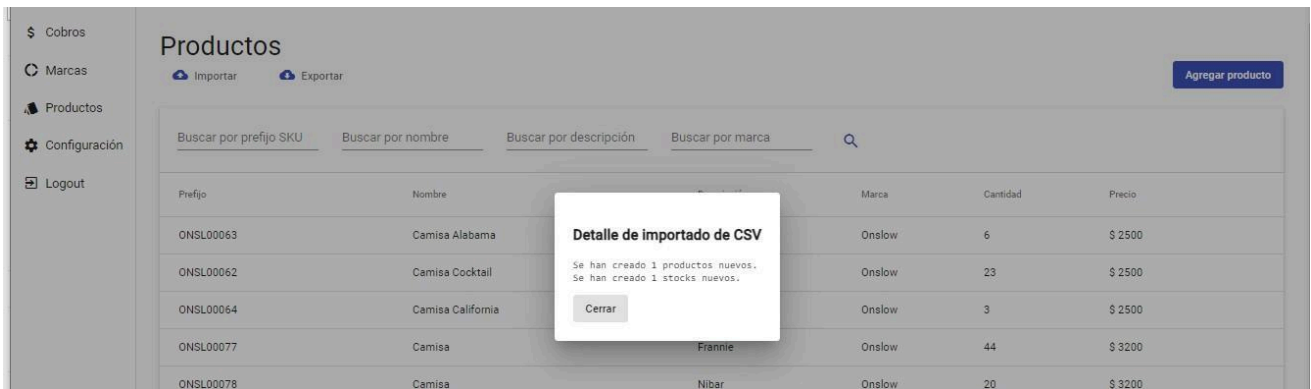 $ Cobros
Marcas
Productos
Configuración
Logout
Productos
Importar Exportar
Agregar producto
Buscar por prefijo SKU Buscar por nombre Buscar por descripción Buscar por marca
Prefijo Nombre Marca Cantidad Precio
ONSL00063 Camisa Alabama Onslow 6 $ 2500
ONSL00062 Camisa Cocktail Onslow 23 $ 2500
ONSL00064 Camisa California Onslow 3 $ 2500
ONSL00077 Camisa Frannie Onslow 44 $ 3200
ONSL00078 Camisa Nibar Onslow 20 $ 3200
Detalle de importado de CSV
Se han creado 1 productos nuevos.
Se han creado 1 stocks nuevos.
Cerrar